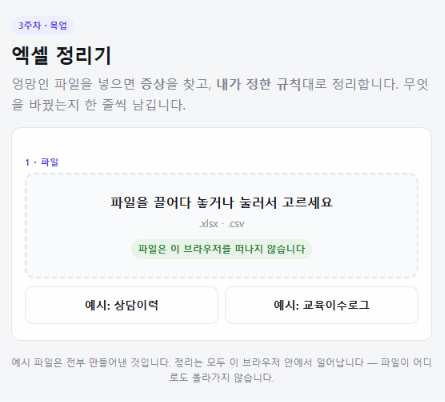 3주차 · 목업
엑셀 정리기
엉망인 파일을 넣으면 증상을 찾고, 내가 정한 규칙대로 정리합니다. 무엇
을 바꿨는지 한 줄씩 남깁니다.
1 · 파일
파일을 끌어다 놓거나 눌러서 고르세요
.xlsx · .csv
파일은 이 브라우저를 떠나지 않습니다
예시: 상담이력
예시: 교육이수로그
예시 파일은 전부 만들어낸 것입니다. 정리는 모두 이 브라우저 안에서 일어납니다 — 파일이 어디
로도 올라가지 않습니다.